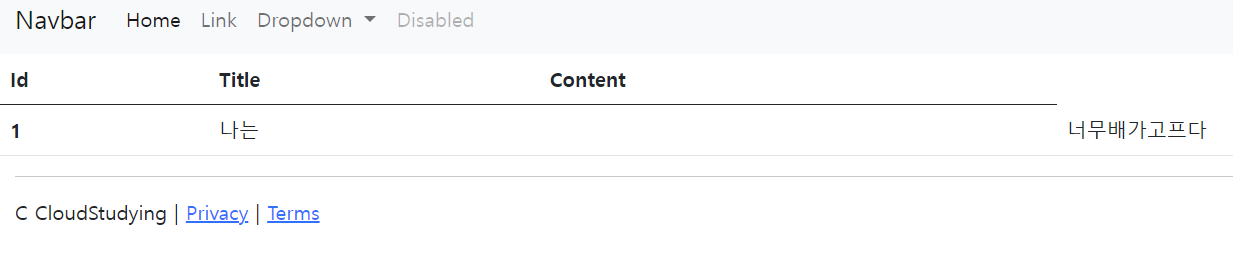 Navbar Home Link Dropdown Disabled
Id Title Content
1 나는 너무배가고프다
C CloudStudying | Privacy | Terms